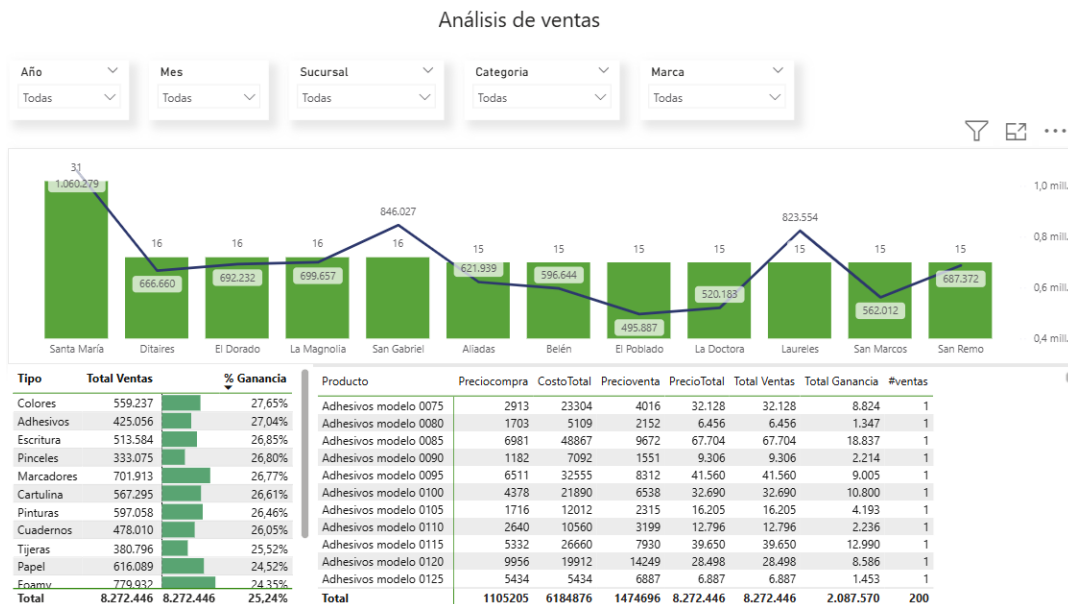 Análisis de ventas
Año Mes Sucursal Categoria Marca
Todas Todas Todas Todas Todas
31
1.060.279
16
666.660
16
692.232
16
699.657
846.027
16
15
621.939
15
596.644
15
495.887
15
520.183
823.554
15
15
562.012
15
687.372
1,0 mill.
0,8 mill.
0,6 mill.
0,4 mill.
Santa María Ditaires El Dorado La Magnolia San Gabriel Aliadas Belén El Poblado La Doctora Laureles San Marcos San Remo
Tipo Total Ventas % Ganancia
Colores 559.237 27,65%
Adhesivos 425.056 27,04%
Escritura 513.584 26,85%
Pinceles 333.075 26,80%
Marcadores 701.913 26,77%
Cartulina 567.295 26,61%
Pinturas 597.058 26,46%
Cuadernos 478.010 26,05%
Tijeras 380.796 25,52%
Papel 616.089 24,52%
Foamy 779.932 24,35%
Total 8.272.446 8.272.446 25,24%
Producto Preciocompra CostoTotal Precioventa PrecioTotal Total Ventas Total Ganancia #ventas
Adhesivos modelo 0075 2913 23304 4016 32.128 32.128 8.824 1
Adhesivos modelo 0080 1703 5109 2152 6.456 6.456 1.347 1
Adhesivos modelo 0085 6981 48867 9672 67.704 67.704 18.837 1
Adhesivos modelo 0090 1182 7092 1551 9.306 9.306 2.214 1
Adhesivos modelo 0095 6511 32555 8312 41.560 41.560 9.005 1
Adhesivos modelo 0100 4378 21890 6538 32.690 32.690 10.800 1
Adhesivos modelo 0105 1716 12012 2315 16.205 16.205 4.193 1
Adhesivos modelo 0110 2640 10560 3199 12.796 12.796 2.236 1
Adhesivos modelo 0115 5332 26660 7930 39.650 39.650 12.990 1
Adhesivos modelo 0120 9956 19912 14249 28.498 28.498 8.586 1
Adhesivos modelo 0125 5434 5434 6887 6.887 6.887 1.453 1
Total 1105205 6184876 1474696 8.272.446 8.272.446 2.087.570 200